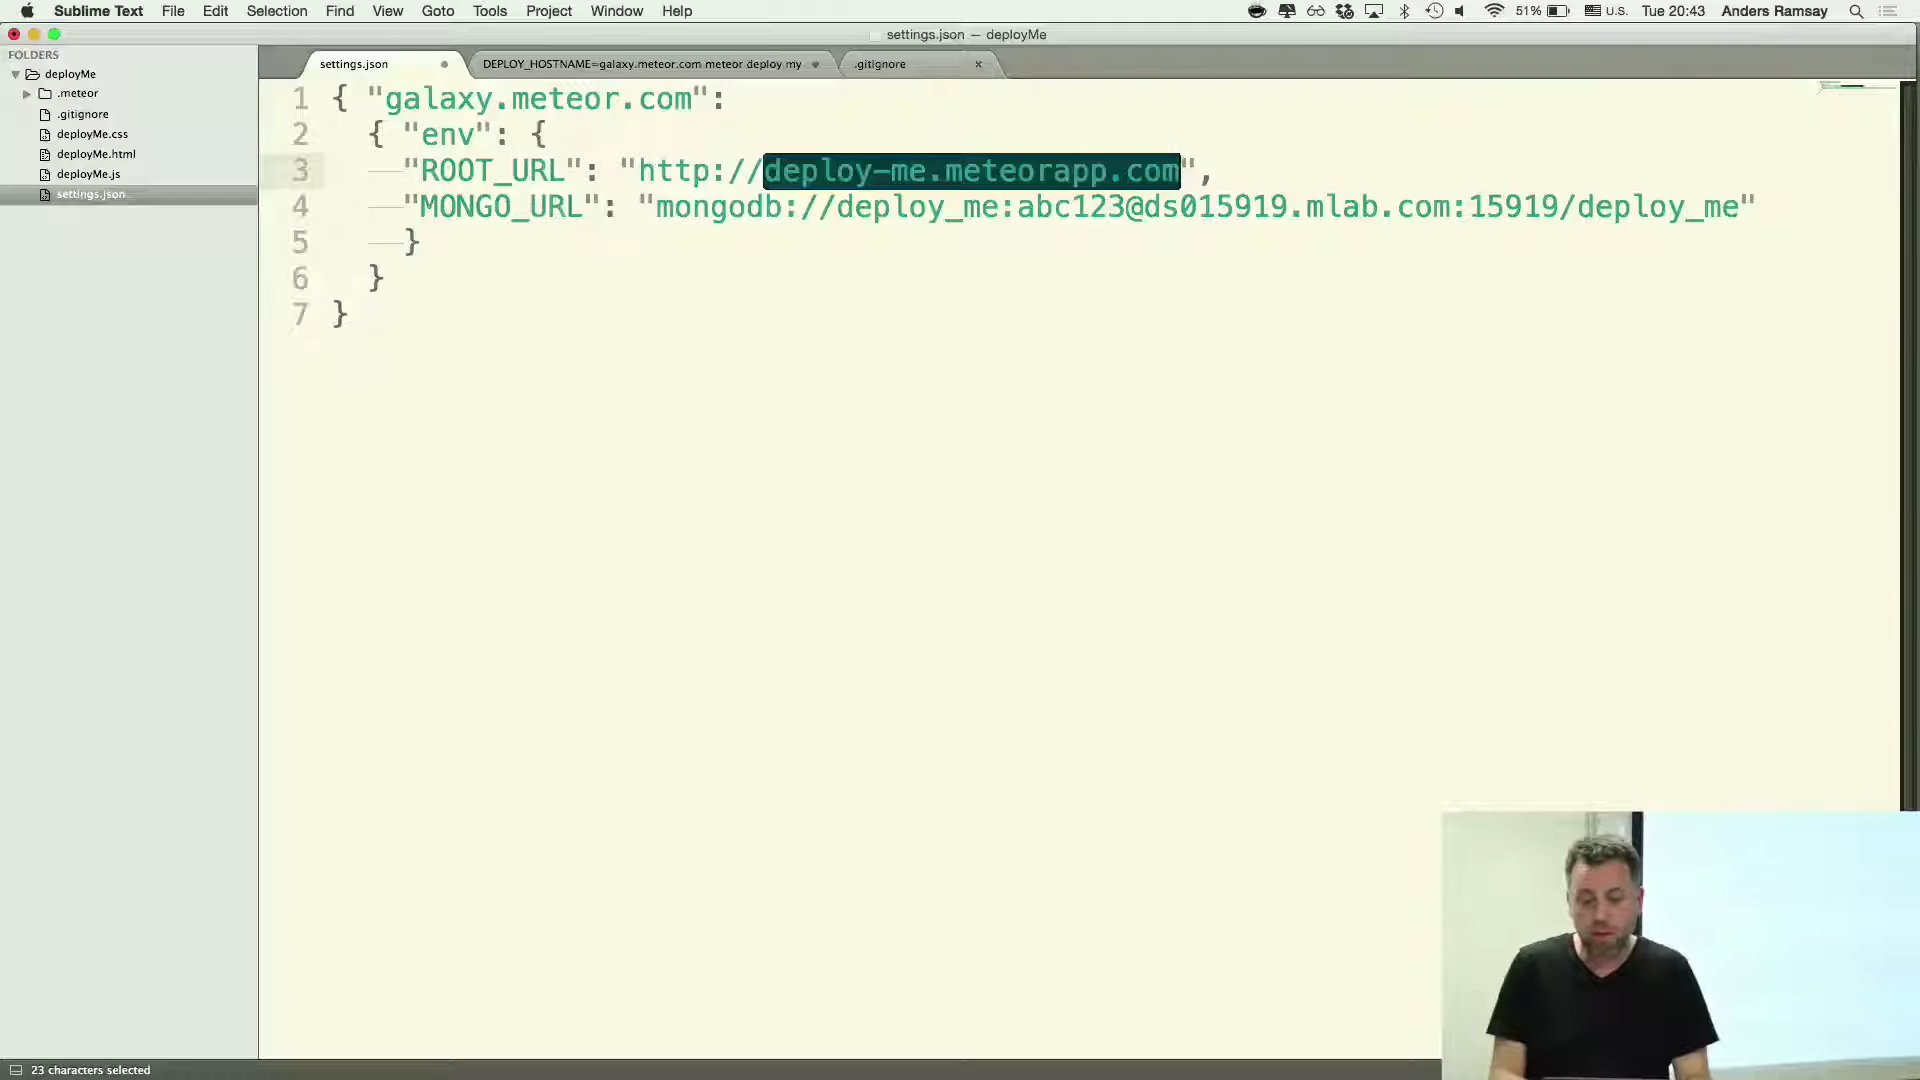 Sublime Text File Edit Selection Find View Goto Tools Project Window Help 51% U.S. Tue 20:43 Anders Ramsay
settings.json — deployMe
FOLDERS
deployMe
.meteor
.gitignore
deployMe.css
deployMe.html
deployMe.js
settings.json
settings.json DEPLOY_HOSTNAME=galaxy.meteor.com meteor deploy my .gitignore
1 { "galaxy.meteor.com":
2 { "env": {
3 "ROOT_URL": "http://deploy-me.meteorapp.com",
4 "MONGO_URL": "mongodb://deploy_me:abc123@ds015919.mlab.com:15919/deploy_me"
5 }
6 }
7 }
23 characters selected